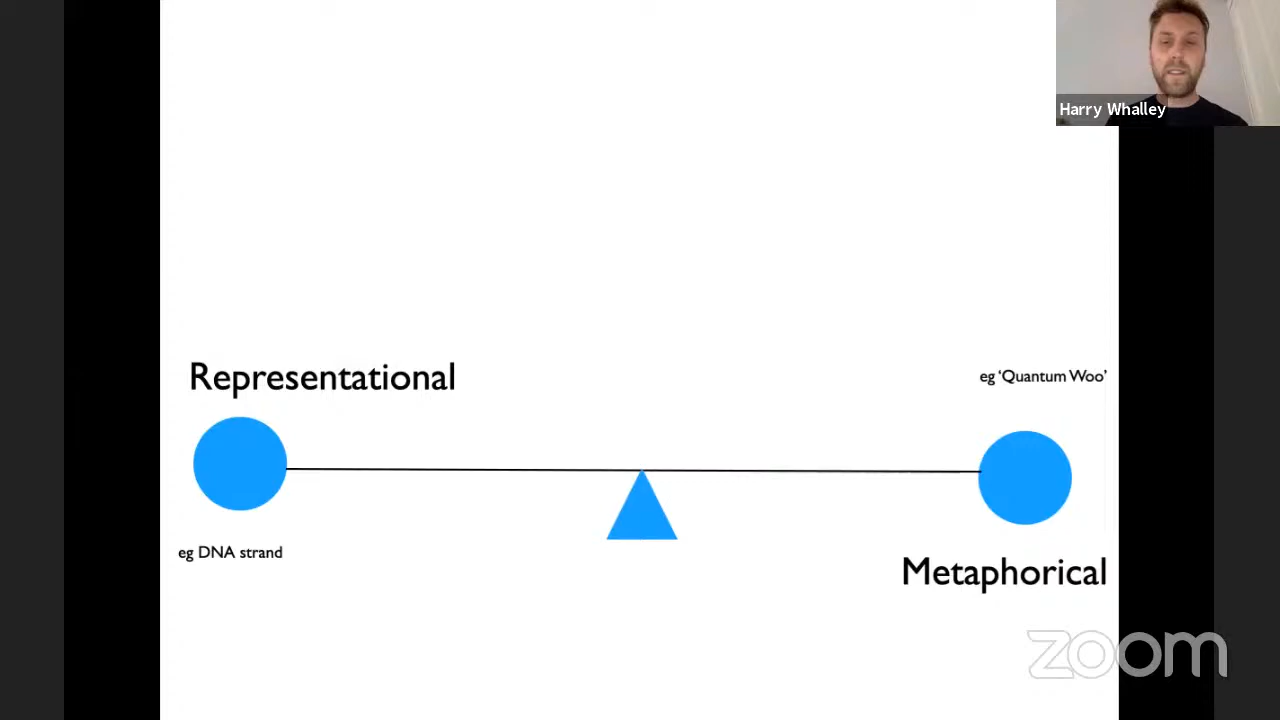 Harry Whalley
Representational
eg ‘Quantum Woo’
eg DNA strand
Metaphorical
zoom